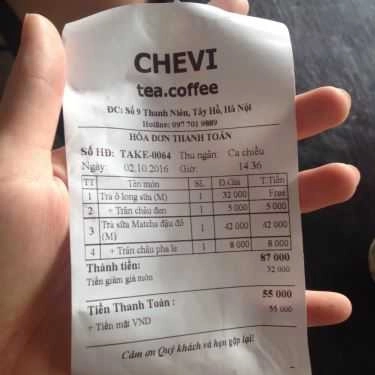 CHEVI
tea.coffee
ĐC: Số 9 Thanh Niên, Tây Hồ, Hà Nội
Hotline: 097 701 9889
HÓA ĐƠN THANH TOÁN
Số HĐ: TAKE-0064 Thu ngân: Ca chiều
Ngày: 02.10.2016 Giờ: 14:36
TT Tên món SL Đ.Giá T.Tiền
1 Trà ô long sữa (M) 1 32 000 Free
2 + Trân châu đen 1 5 000 5 000
3 Trà sữa Matcha đậu đỏ (M) 1 42 000 42 000
4 + Trân châu pha lê 1 8 000 8 000
Thành tiền: 87 000
Tiền giảm giá món 32 000
Tiền Thanh Toán : 55 000
+ Tiền mặt VND 55 000
Cảm ơn Quý khách và hẹn gặp lại!